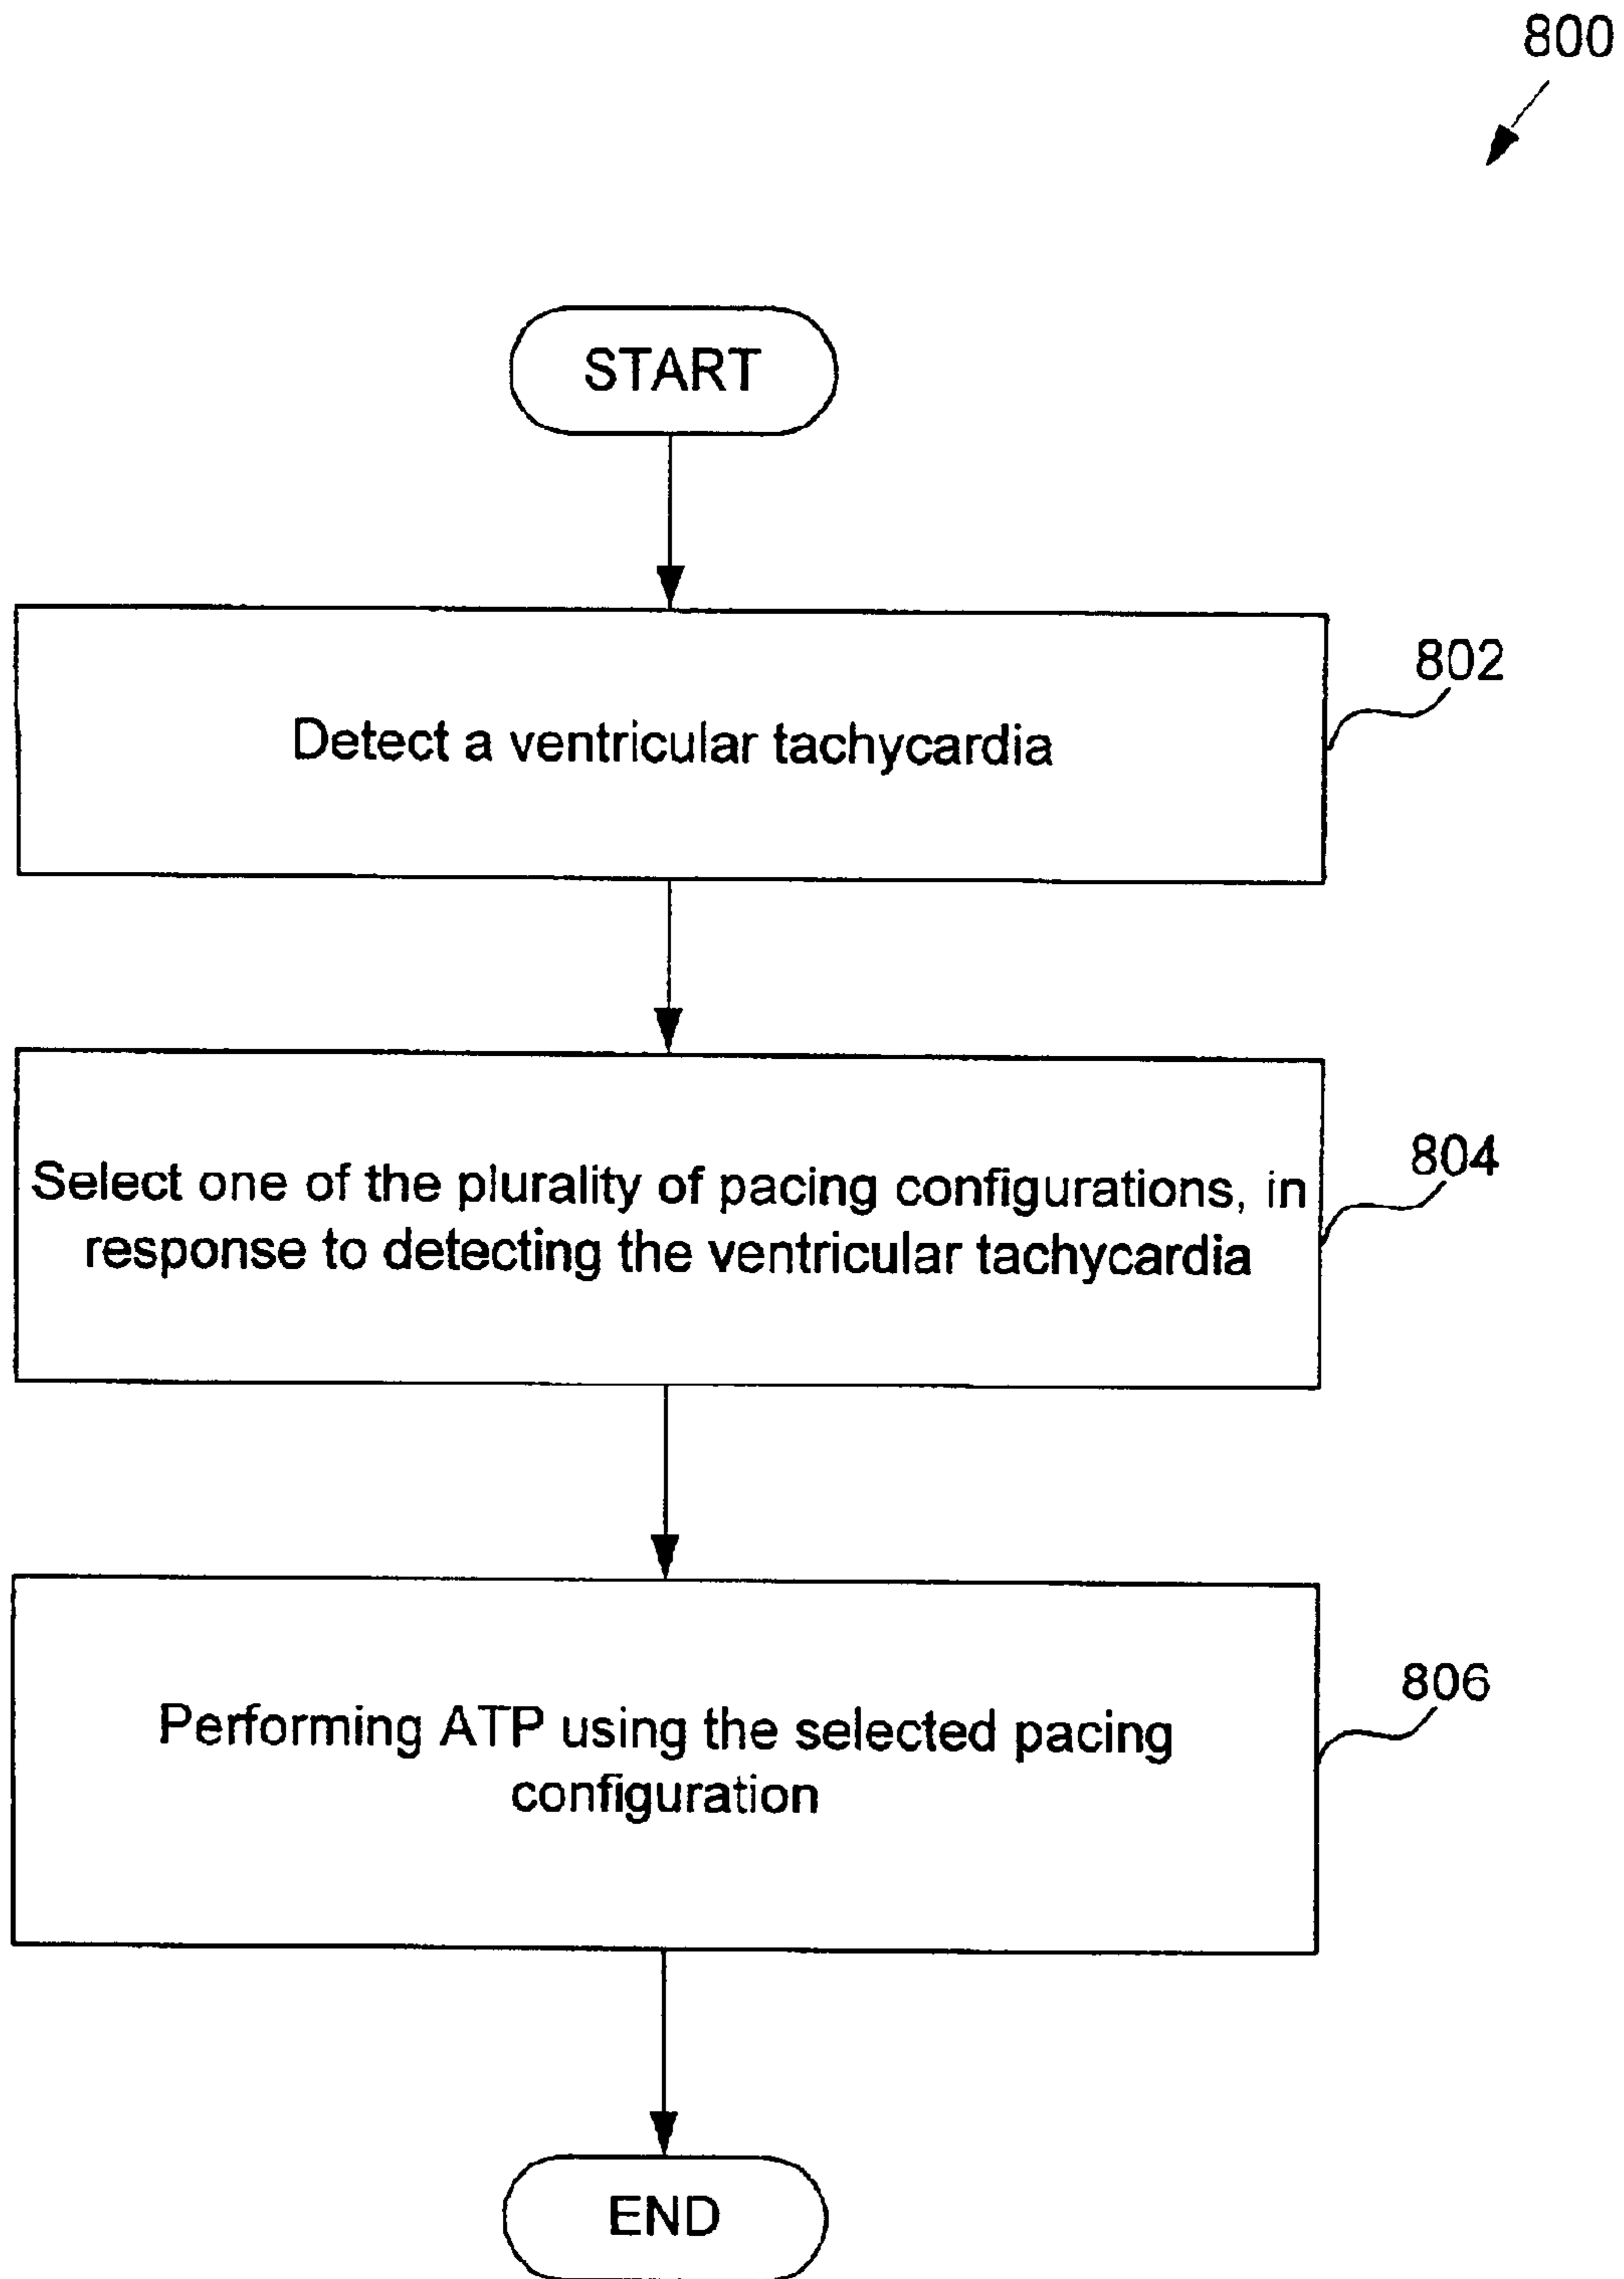 800
START
Detect a ventricular tachycardia
802
Select one of the plurality of pacing configurations, in
response to detecting the ventricular tachycardia
804
Performing ATP using the selected pacing
configuration
806
END